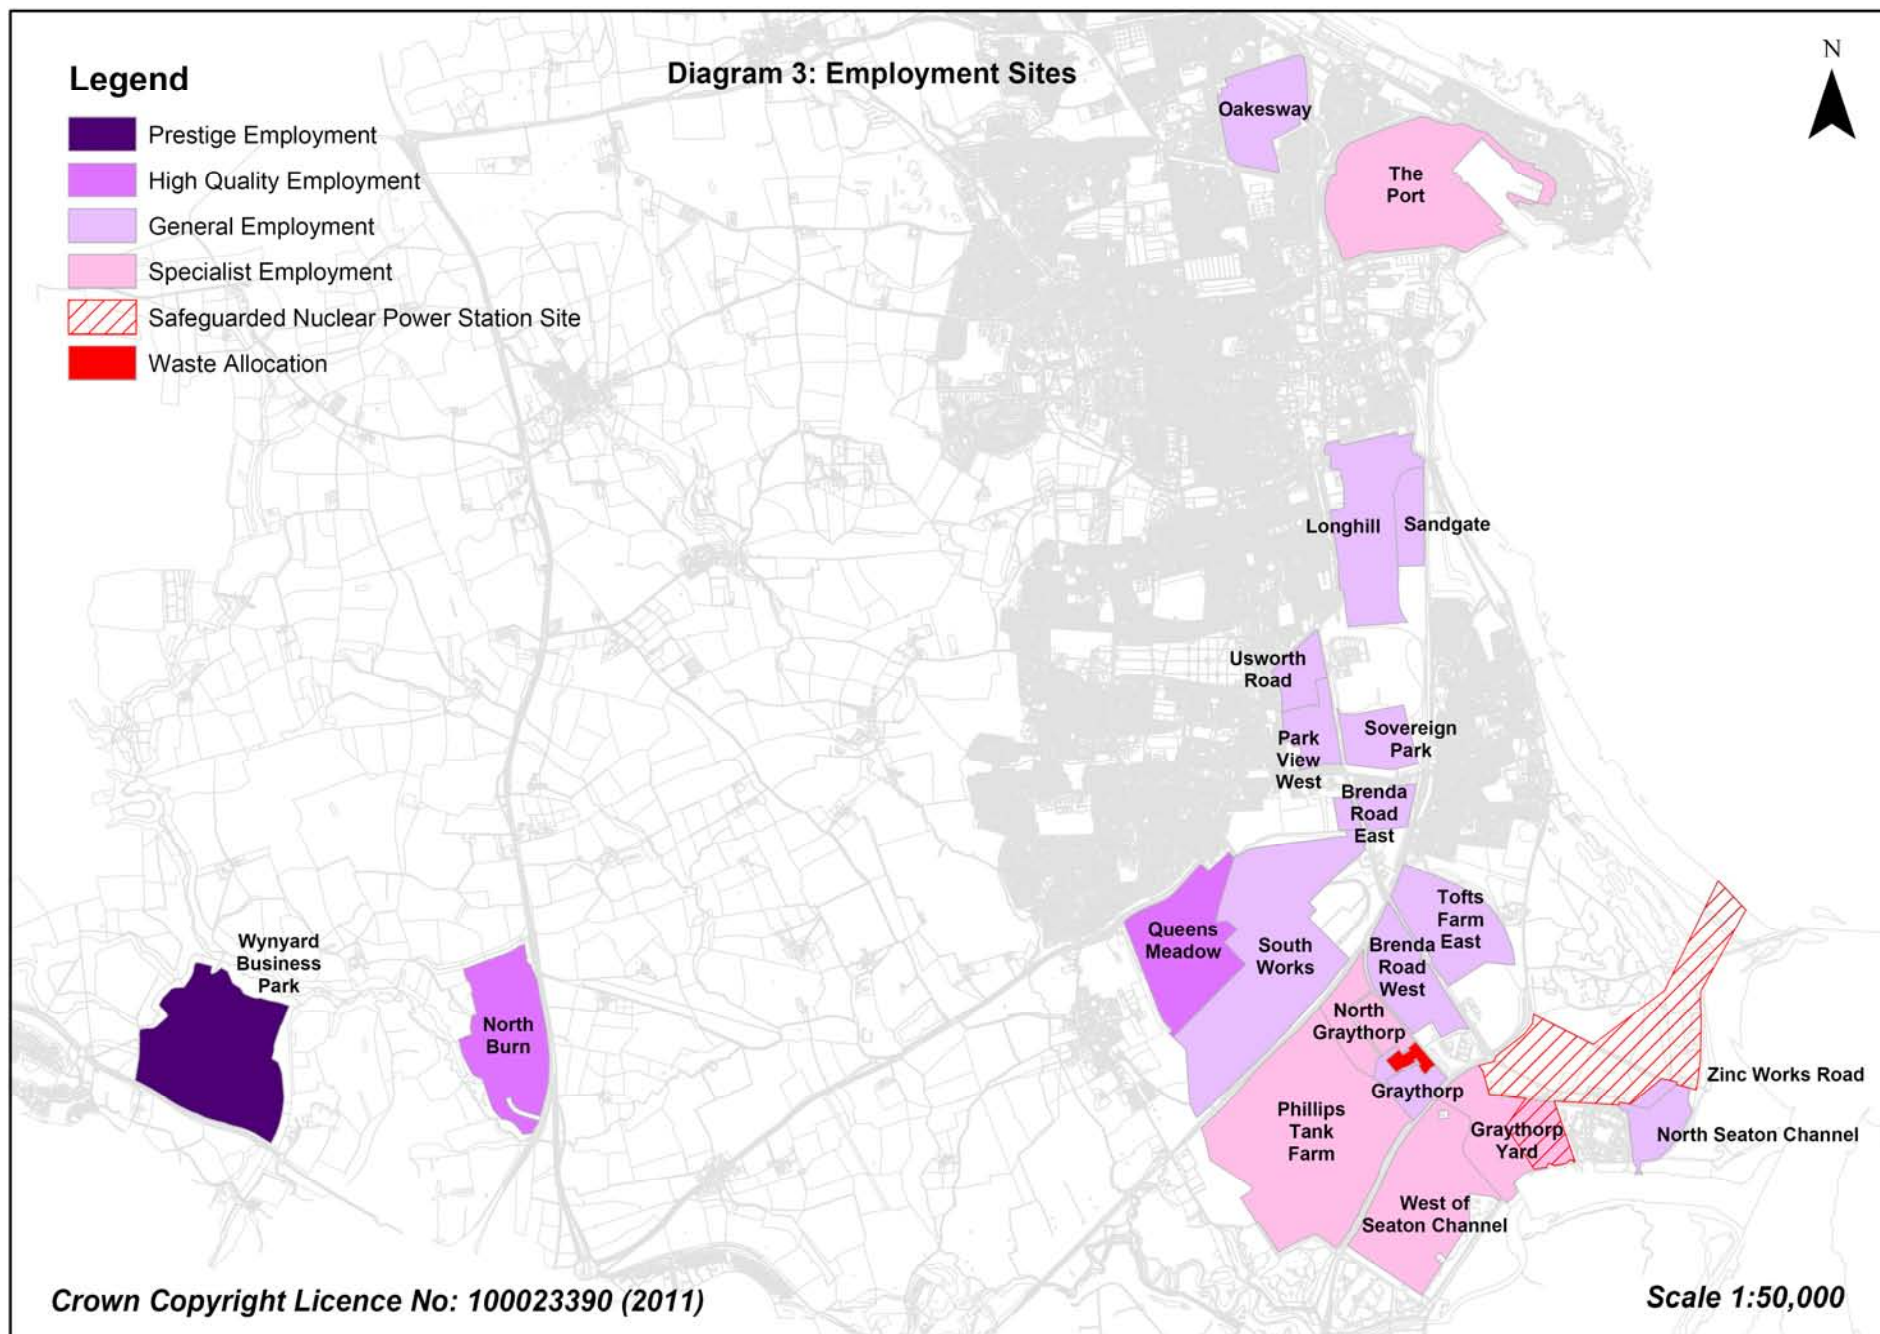 Diagram 3: Employment Sites
N
Legend
Prestige Employment
High Quality Employment
General Employment
Specialist Employment
Safeguarded Nuclear Power Station Site
Waste Allocation
Oakesway
The
Port
Longhill
Sandgate
Usworth
Road
Park
View
West
Sovereign
Park
Brenda
Road
East
Tofts
Farm
East
Queens
Meadow
South
Works
Brenda
Road
West
Wynyard
Business
Park
North
Burn
North
Graythorp
Graythorp
Zinc Works Road
Phillips
Tank
Farm
Graythorp
Yard
North Seaton Channel
West of
Seaton Channel
Crown Copyright Licence No: 100023390 (2011)
Scale 1:50,000